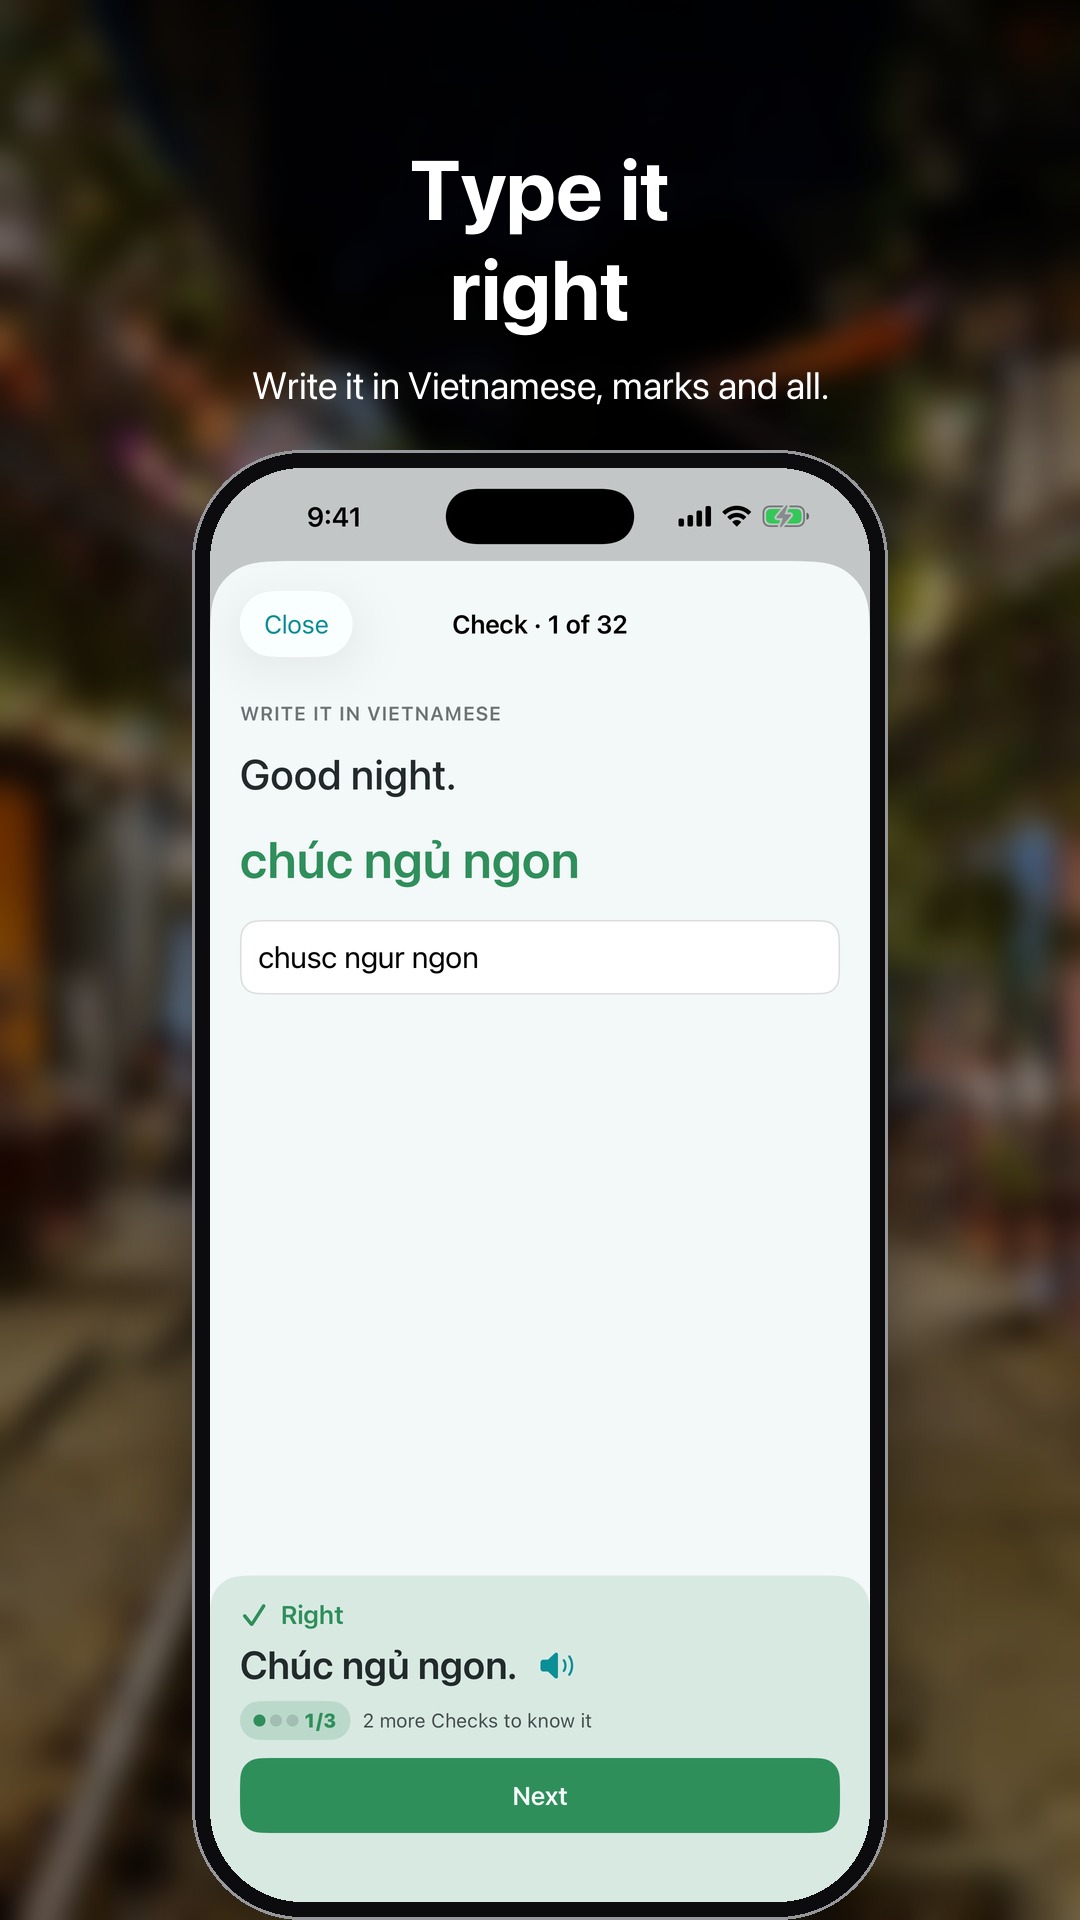 Type it
right
Write it in Vietnamese, marks and all.
9:41
Close
Check · 1 of 32
WRITE IT IN VIETNAMESE
Good night.
chúc ngủ ngon
chusc ngur ngon
Right
Chúc ngủ ngon.
1/3
2 more Checks to know it
Next